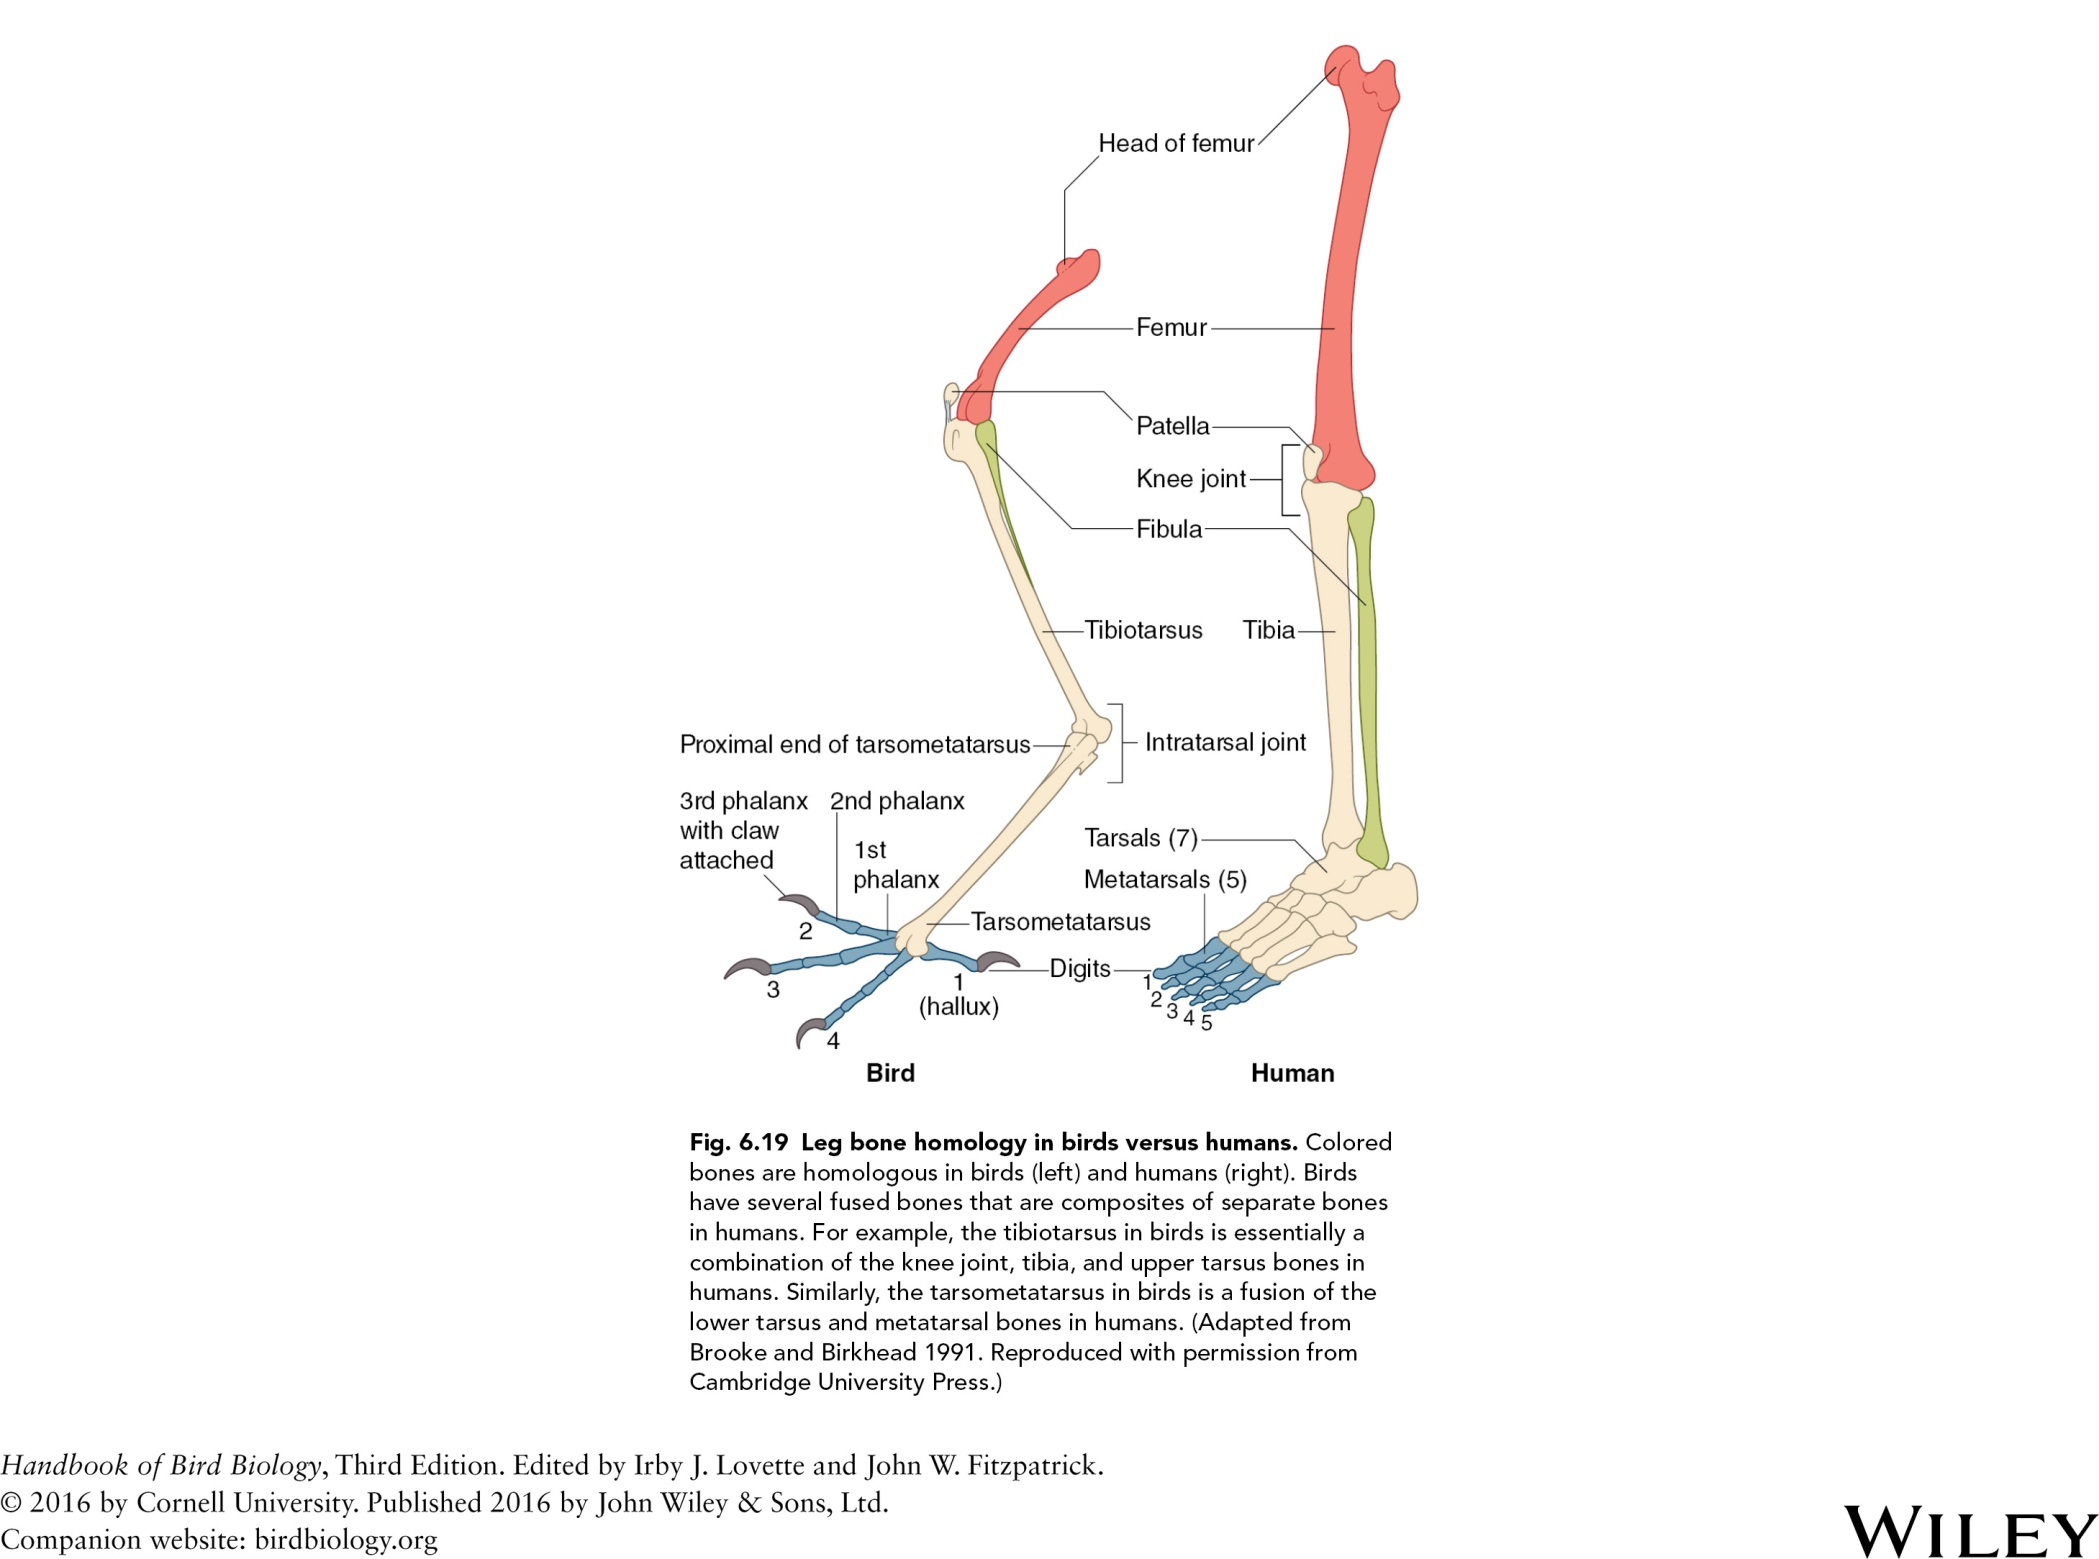 Head of femur
Femur
Patella
Knee joint
Fibula
Tibiotarsus
Tibia
Proximal end of tarsometatarsus
Intratarsal joint
3rd phalanx
with claw
attached
2nd phalanx
1st
phalanx
Tarsals (7)
Metatarsals (5)
Tarsometatarsus
Digits
2
3
4
1
(hallux)
1
2
3
4
5
Bird
Human
Fig. 6.19 Leg bone homology in birds versus humans. Colored
bones are homologous in birds (left) and humans (right). Birds
have several fused bones that are composites of separate bones
in humans. For example, the tibiotarsus in birds is essentially a
combination of the knee joint, tibia, and upper tarsus bones in
humans. Similarly, the tarsometatarsus in birds is a fusion of the
lower tarsus and metatarsal bones in humans. (Adapted from
Brooke and Birkhead 1991. Reproduced with permission from
Cambridge University Press.)
Handbook of Bird Biology, Third Edition. Edited by Irby J. Lovette and John W. Fitzpatrick.
© 2016 by Cornell University. Published 2016 by John Wiley & Sons, Ltd.
Companion website: birdbiology.org
WILEY